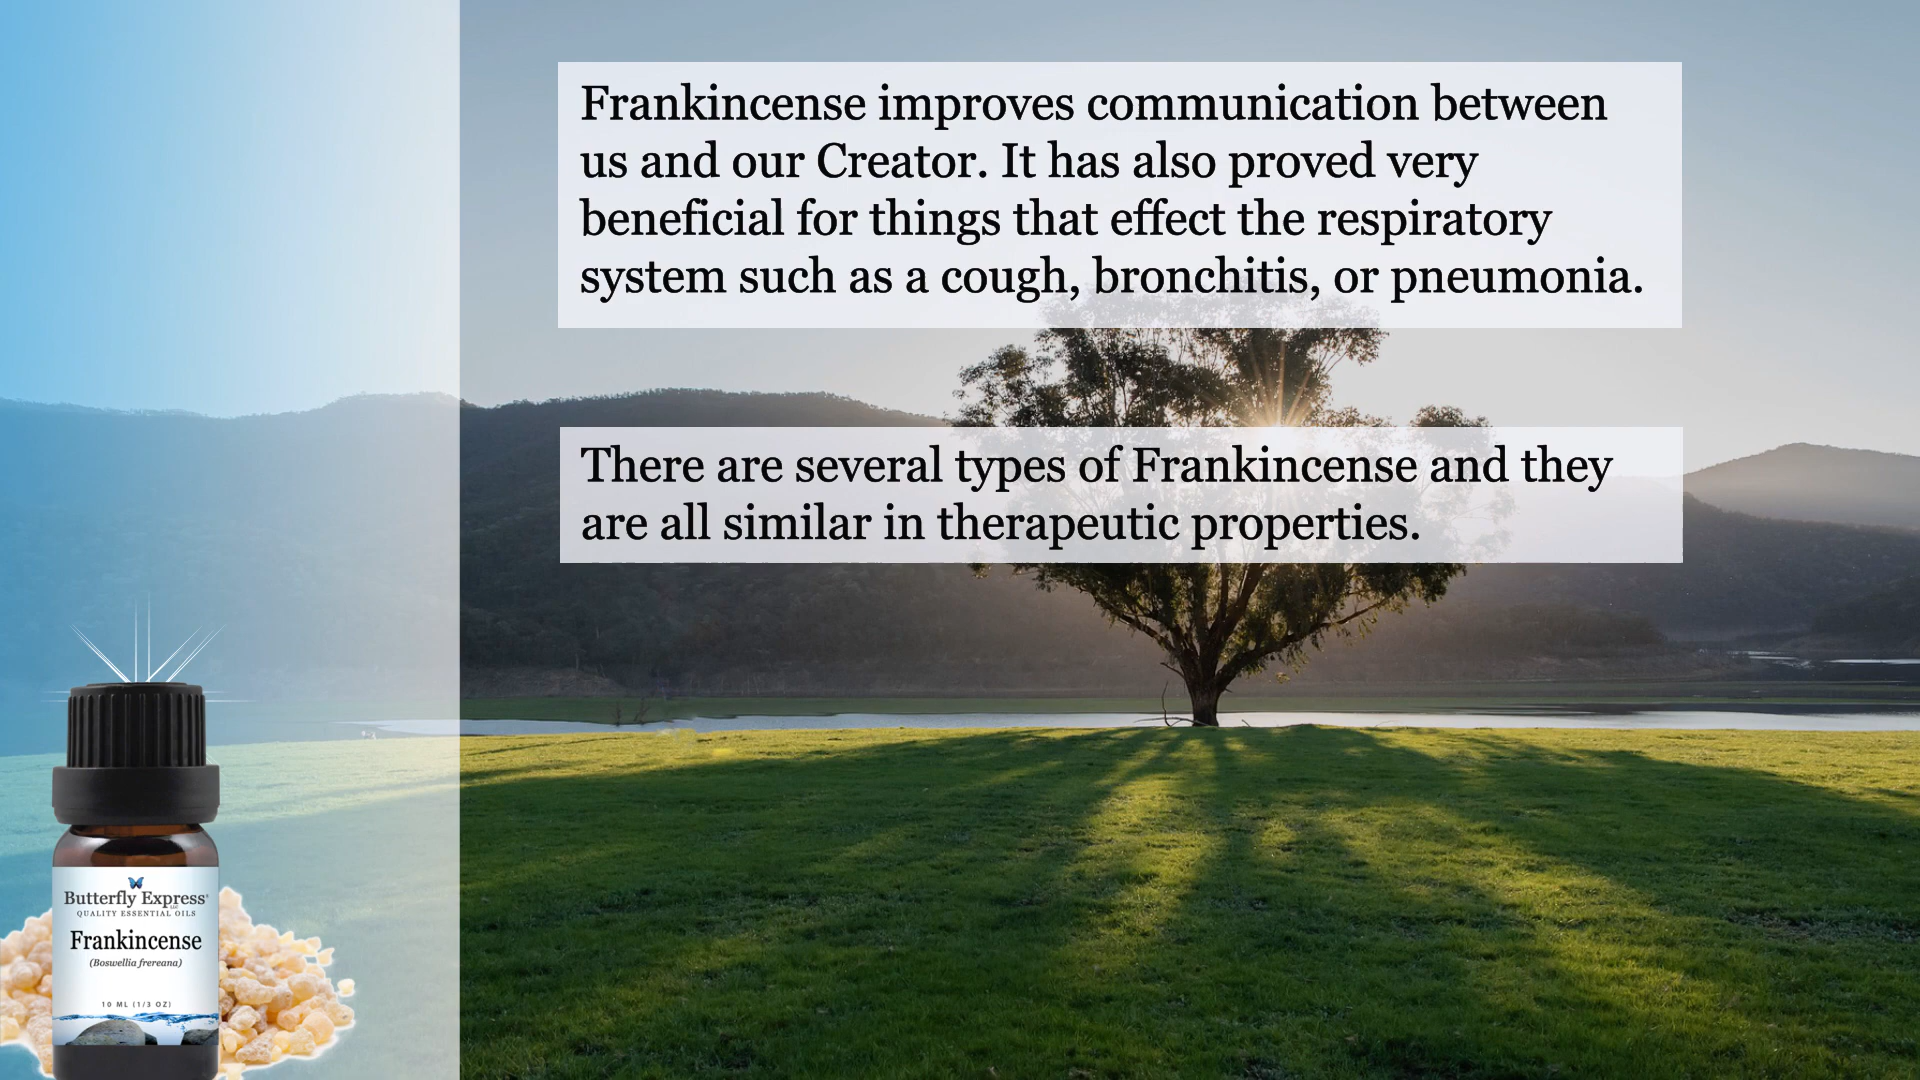 Frankincense improves communication between
us and our Creator. It has also proved very
beneficial for things that effect the respiratory
system such as a cough, bronchitis, or pneumonia.
There are several types of Frankincense and they
are all similar in therapeutic properties.
Butterfly Express
QUALITY ESSENTIAL OILS
Frankincense
(Boswellia frereana)
10 ML (1/3 OZ)